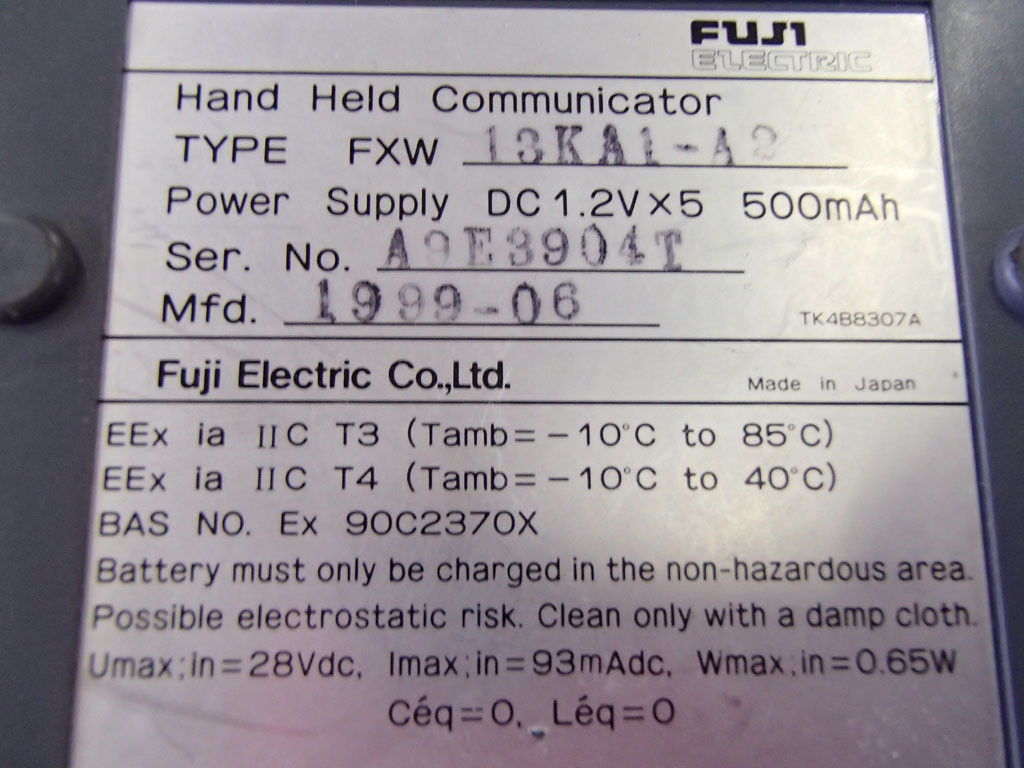 FUJI
ELECTRIC
Hand Held Communicator
TYPE FXW 13KA1-A2
Power Supply DC 1.2V×5 500mAh
Ser. No. A9E3904T
Mfd. 1999-06
TK4B8307A
Fuji Electric Co.,Ltd.
Made in Japan
EEx ia IIC T3 (Tamb=-10°C to 85°C)
EEx ia IIC T4 (Tamb=-10°C to 40°C)
BAS NO. Ex 90C2370X
Battery must only be charged in the non-hazardous area.
Possible electrostatic risk. Clean only with a damp cloth.
Umax;in=28Vdc, Imax;in=93mAdc, Wmax;in=0.65W
Céq=0, Léq=0